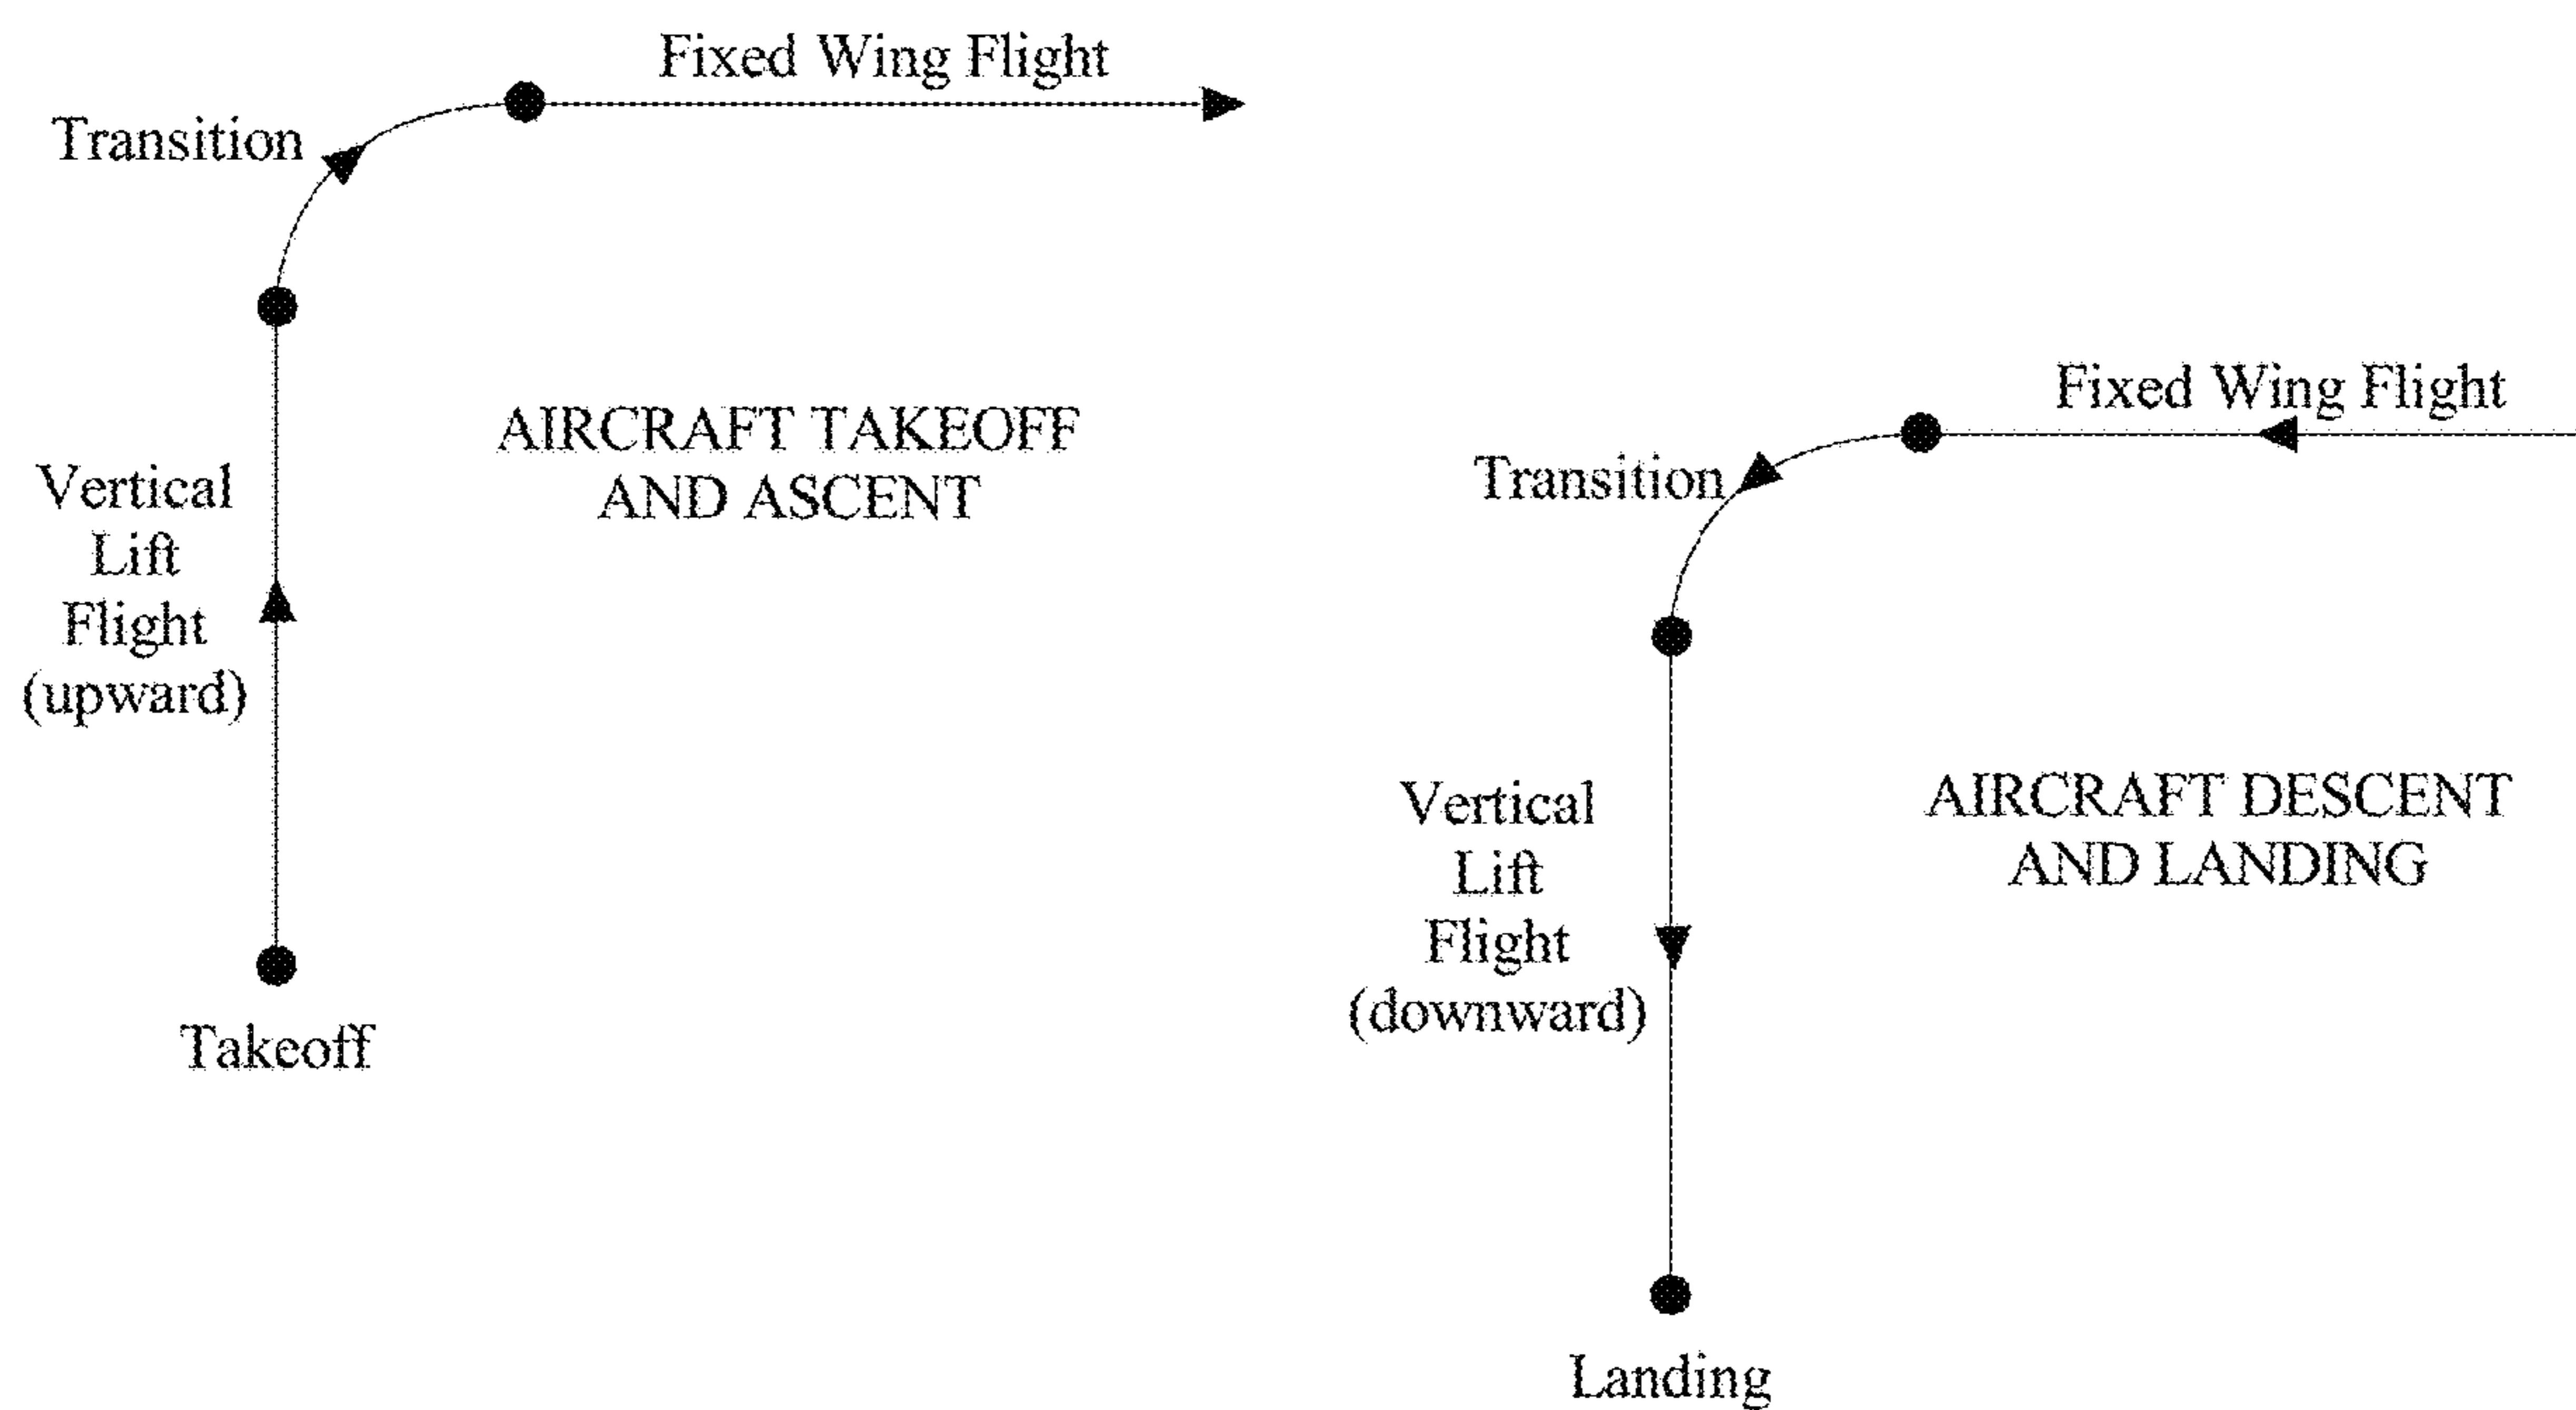 Fixed Wing Flight
Transition
Vertical
Lift
Flight
(upward)
AIRCRAFT TAKEOFF
AND ASCENT
Takeoff
Fixed Wing Flight
Transition
Vertical
Lift
Flight
(downward)
AIRCRAFT DESCENT
AND LANDING
Landing